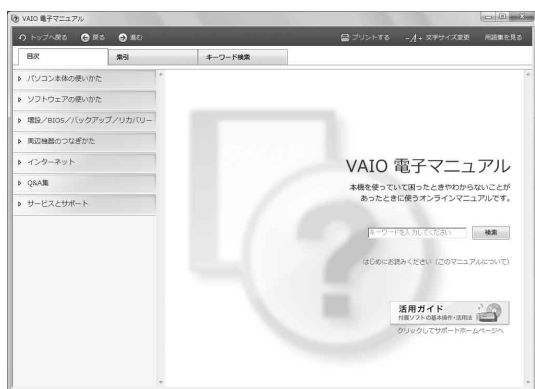 VAIO 電子マニュアル
トップへ戻る 戻る 進む プリントする - A + 文字サイズ変更 用語集を見る
目次 索引 キーワード検索
パソコン本体の使いかた
ソフトウェアの使いかた
増設/BIOS/バックアップ/リカバリー
周辺機器のつなぎかた
インターネット
Q&A集
サービスとサポート
VAIO 電子マニュアル
本機を使っていて困ったときやわからないことが
あったときに使うオンラインマニュアルです。
キーワードを入力してください 検索
はじめにお読みください(このマニュアルについて)
活用ガイド
付属ソフトの基本操作・活用法
クリックしてサポートホームページへ